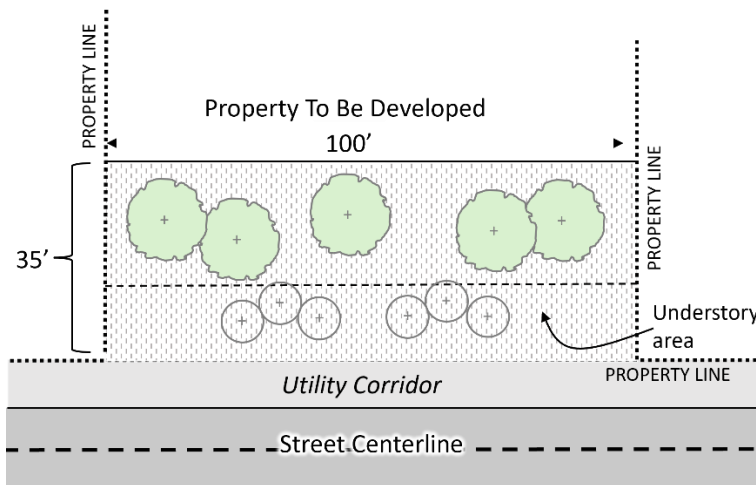 PROPERTY LINE
Property To Be Developed
100’
PROPERTY LINE
35’
Understory
area
PROPERTY LINE
Utility Corridor
Street Centerline